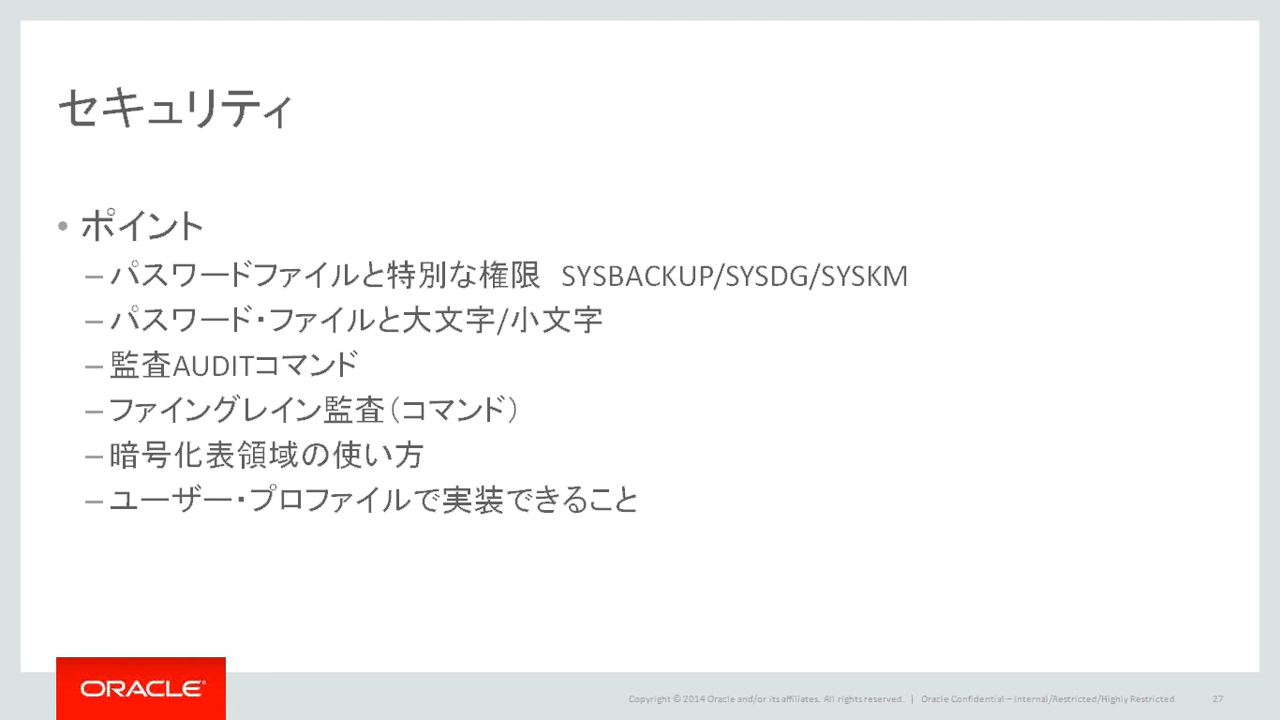 セキュリティ
• ポイント
– パスワードファイルと特別な権限 SYSBACKUP/SYSDG/SYSKM
– パスワード・ファイルと大文字/小文字
– 監査AUDITコマンド
– ファイングレイン監査（コマンド）
– 暗号化表領域の使い方
– ユーザー・プロファイルで実装できること
ORACLE®
Copyright © 2014 Oracle and/or its affiliates. All rights reserved. | Oracle Confidential – Internal/Restricted/Highly Restricted 27